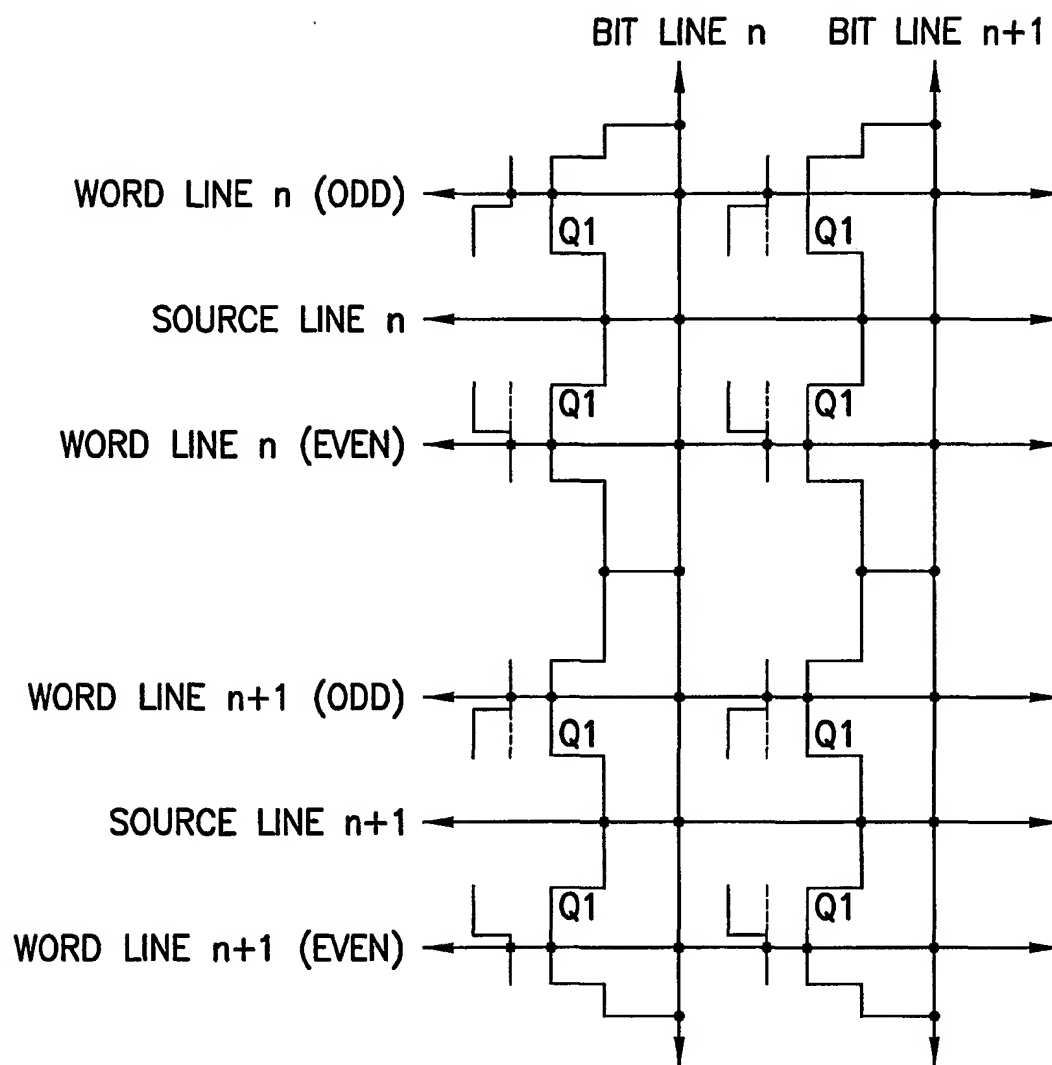 BIT LINE n BIT LINE n+1
WORD LINE n (ODD)
Q1 Q1
SOURCE LINE n
Q1 Q1
WORD LINE n (EVEN)
WORD LINE n+1 (ODD)
Q1 Q1
SOURCE LINE n+1
Q1 Q1
WORD LINE n+1 (EVEN)